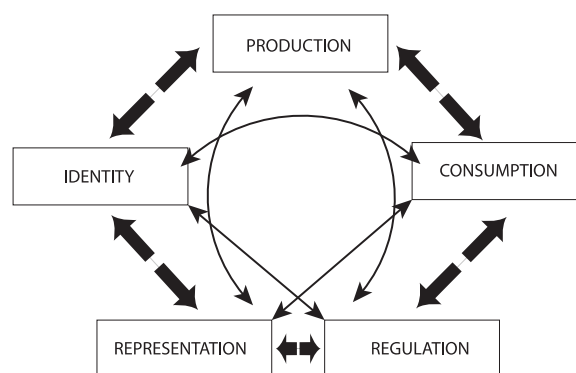 PRODUCTION
IDENTITY
CONSUMPTION
REPRESENTATION
REGULATION